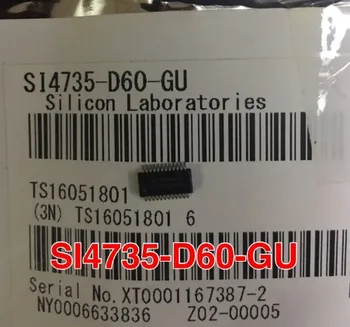 SI4735-D60-GU
Silicon Laboratories
TS16051801
(3N) TS16051801 6
SI4735-D60-GU
Serial No. XT0001167387-2
NY0006633836 Z02-00005